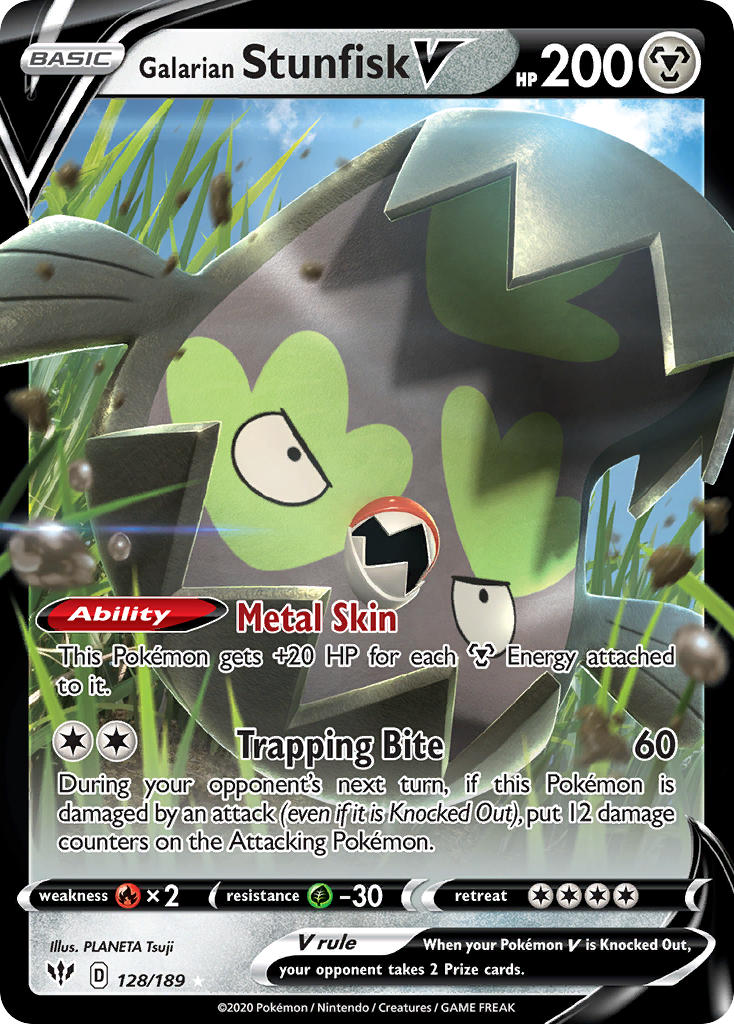 BASIC
Galarian Stunfisk V
HP 200
Ability Metal Skin
This Pokémon gets +20 HP for each Energy attached
to it.
Trapping Bite 60
During your opponent's next turn, if this Pokémon is
damaged by an attack (even if it is Knocked Out), put 12 damage
counters on the Attacking Pokémon.
weakness ×2 resistance -30 retreat
Illus. PLANETA Tsuji
V rule When your Pokémon V is Knocked Out,
your opponent takes 2 Prize cards.
D 128/189
©2020 Pokémon / Nintendo / Creatures / GAME FREAK